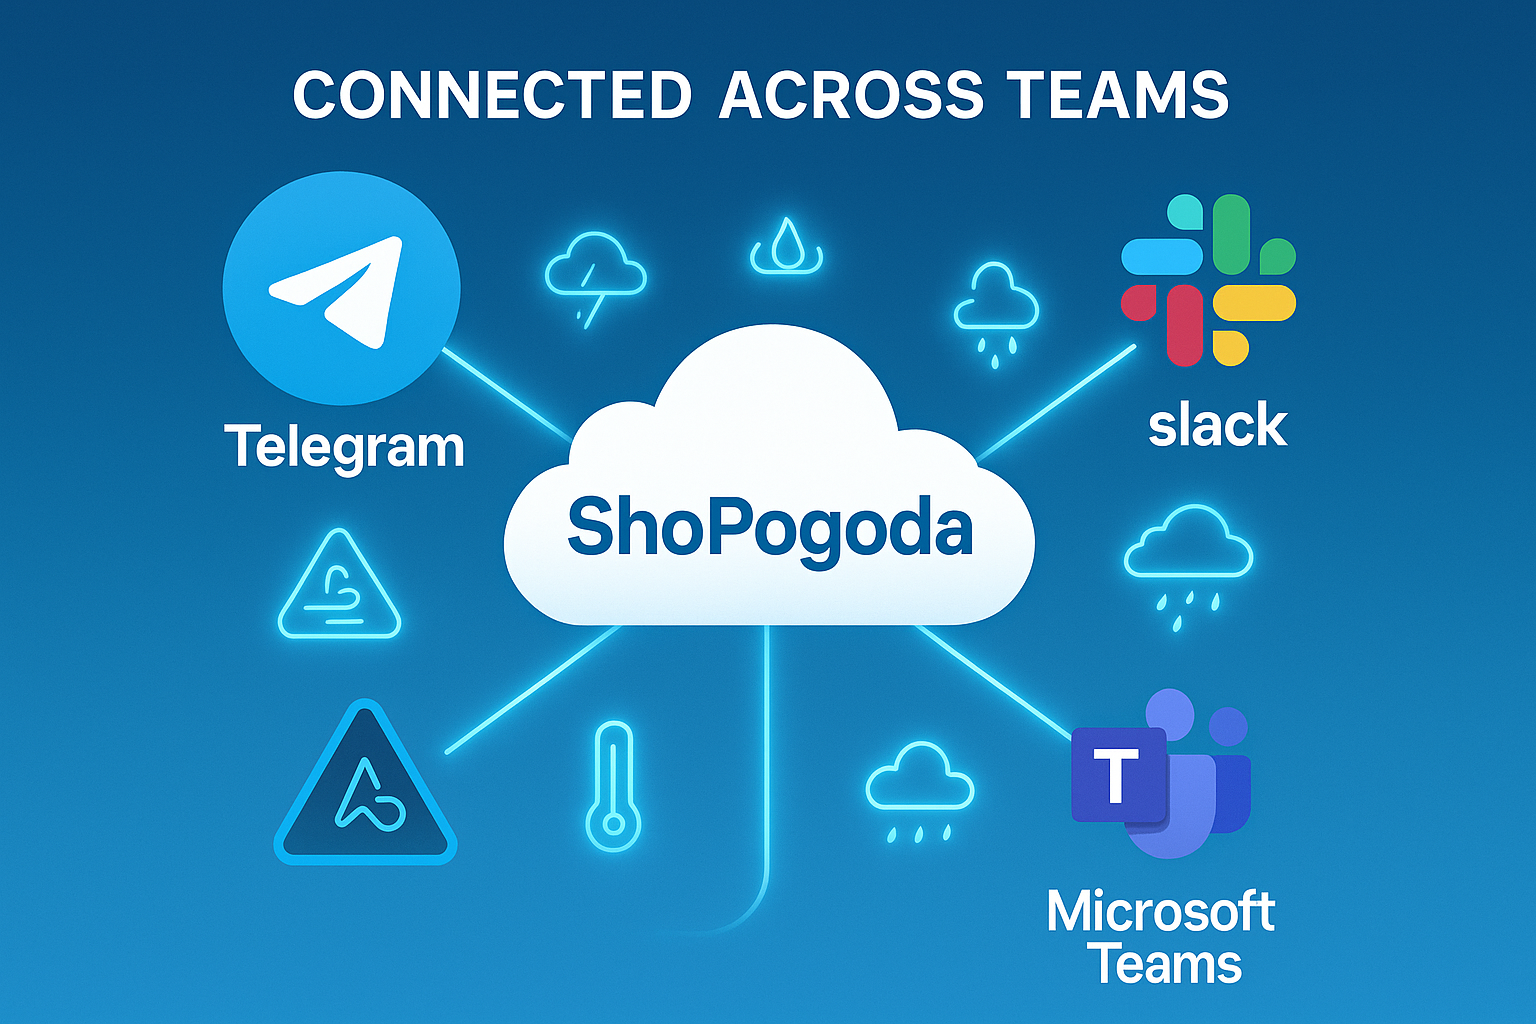 CONNECTED ACROSS TEAMS
Telegram
slack
ShoPogoda
T
Microsoft
Teams